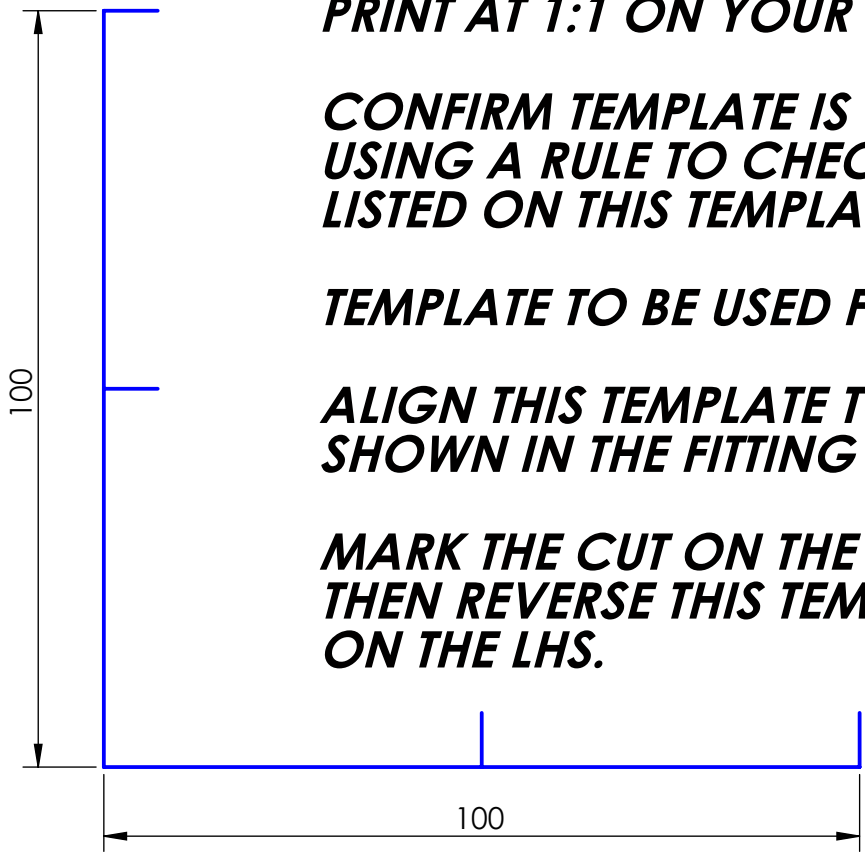 PRINT AT 1:1 ON YOUR
CONFIRM TEMPLATE IS
USING A RULE TO CHEC
LISTED ON THIS TEMPLA
TEMPLATE TO BE USED F
ALIGN THIS TEMPLATE T
SHOWN IN THE FITTING
MARK THE CUT ON THE
THEN REVERSE THIS TEM
ON THE LHS.
100
100